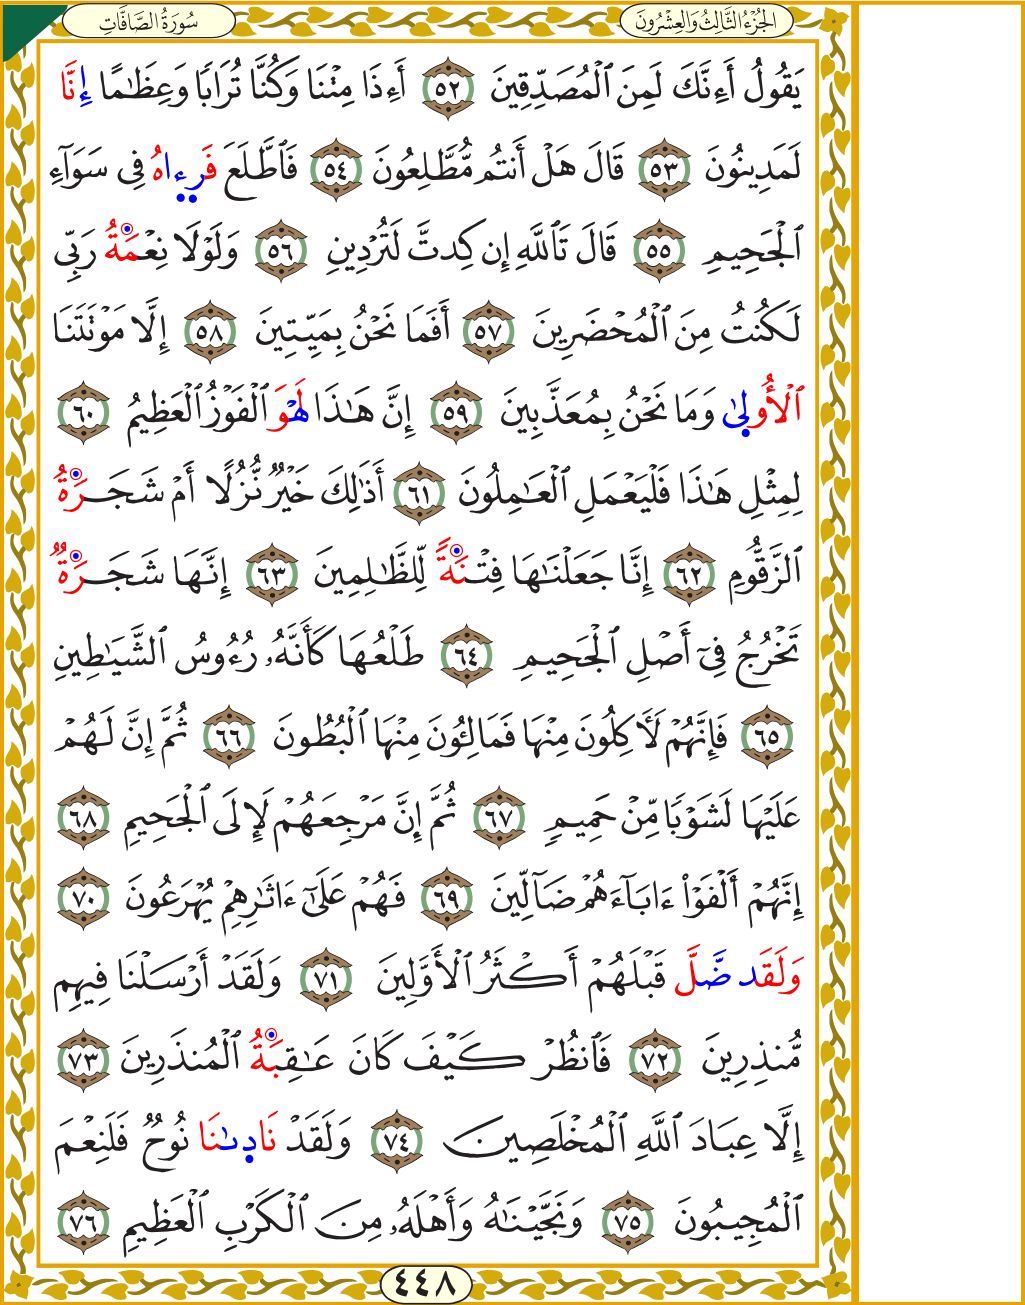 الجُزْءُ الثَّالِثُ وَالعِشْرُونَ
سُورَةُ الصَّافَّاتِ
يَقُولُ أَءِنَّكَ لَمِنَ ٱلْمُصَدِّقِينَ ٥٢ أَءِذَا مِتْنَا وَكُنَّا تُرَابًا وَعِظَٰمًا إِنَّا
لَمَدِينُونَ ٥٣ قَالَ هَلْ أَنتُم مُّطَّلِعُونَ ٥٤ فَٱطَّلَعَ فَرِءَاهُ فِى سَوَآءِ
ٱلْجَحِيمِ ٥٥ قَالَ تَٱللَّهِ إِن كِدتَّ لَتُرْدِينِ ٥٦ وَلَوْلَا نِعْمَةُ رَبِّى
لَكُنتُ مِنَ ٱلْمُحْضَرِينَ ٥٧ أَفَمَا نَحْنُ بِمَيِّتِينَ ٥٨ إِلَّا مَوْتَتَنَا
ٱلْأُولِىٰ وَمَا نَحْنُ بِمُعَذَّبِينَ ٥٩ إِنَّ هَٰذَا لَهْوَ ٱلْفَوْزُ ٱلْعَظِيمُ ٦٠
لِمِثْلِ هَٰذَا فَلْيَعْمَلِ ٱلْعَٰمِلُونَ ٦١ أَذَٰلِكَ خَيْرٌ نُّزُلًا أَمْ شَجَرَةُ
ٱلزَّقُّومِ ٦٢ إِنَّا جَعَلْنَٰهَا فِتْنَةً لِّلظَّٰلِمِينَ ٦٣ إِنَّهَا شَجَرَةٌ
تَخْرُجُ فِىٓ أَصْلِ ٱلْجَحِيمِ ٦٤ طَلْعُهَا كَأَنَّهُۥ رُءُوسُ ٱلشَّيَٰطِينِ
٦٥ فَإِنَّهُمْ لَءَاكِلُونَ مِنْهَا فَمَالِـُٔونَ مِنْهَا ٱلْبُطُونَ ٦٦ ثُمَّ إِنَّ لَهُمْ
عَلَيْهَا لَشَوْبًا مِّنْ حَمِيمٍ ٦٧ ثُمَّ إِنَّ مَرْجِعَهُمْ لَإِلَى ٱلْجَحِيمِ ٦٨
إِنَّهُمْ أَلْفَوْا۟ ءَابَآءَهُمْ ضَآلِّينَ ٦٩ فَهُمْ عَلَىٰٓ ءَاثَٰرِهِمْ يُهْرَعُونَ ٧٠
وَلَقَد ضَّلَّ قَبْلَهُمْ أَكْثَرُ ٱلْأَوَّلِينَ ٧١ وَلَقَدْ أَرْسَلْنَا فِيهِم
مُّنذِرِينَ ٧٢ فَٱنظُرْ كَيْفَ كَانَ عَٰقِبَةُ ٱلْمُنذَرِينَ ٧٣
إِلَّا عِبَادَ ٱللَّهِ ٱلْمُخْلَصِينَ ٧٤ وَلَقَدْ نَادِىٰنَا نُوحٌ فَلَنِعْمَ
ٱلْمُجِيبُونَ ٧٥ وَنَجَّيْنَٰهُ وَأَهْلَهُۥ مِنَ ٱلْكَرْبِ ٱلْعَظِيمِ ٧٦
٤٤٨